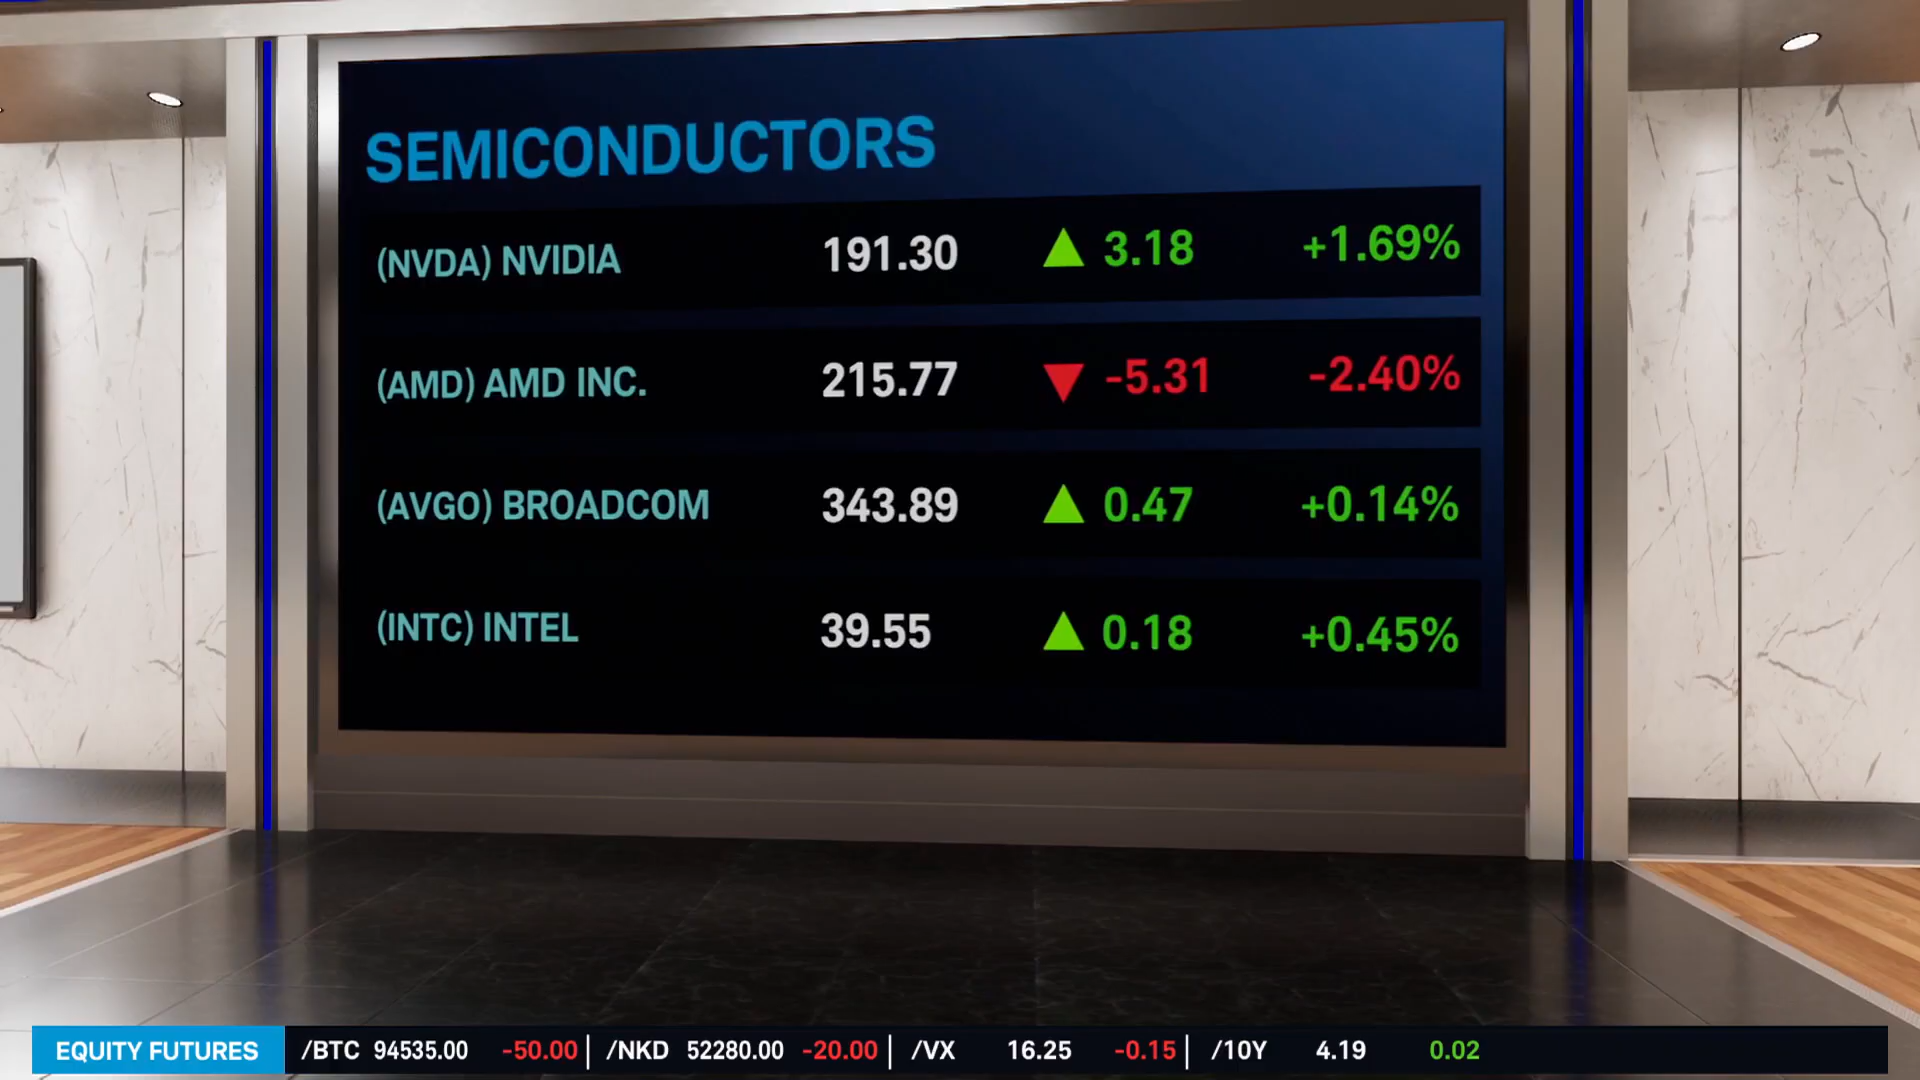 SEMICONDUCTORS
(NVDA) NVIDIA 191.30 ▲ 3.18 +1.69%
(AMD) AMD INC. 215.77 ▼ -5.31 -2.40%
(AVGO) BROADCOM 343.89 ▲ 0.47 +0.14%
(INTC) INTEL 39.55 ▲ 0.18 +0.45%
EQUITY FUTURES /BTC 94535.00 -50.00 | /NKD 52280.00 -20.00 | /VX 16.25 -0.15 | /10Y 4.19 0.02